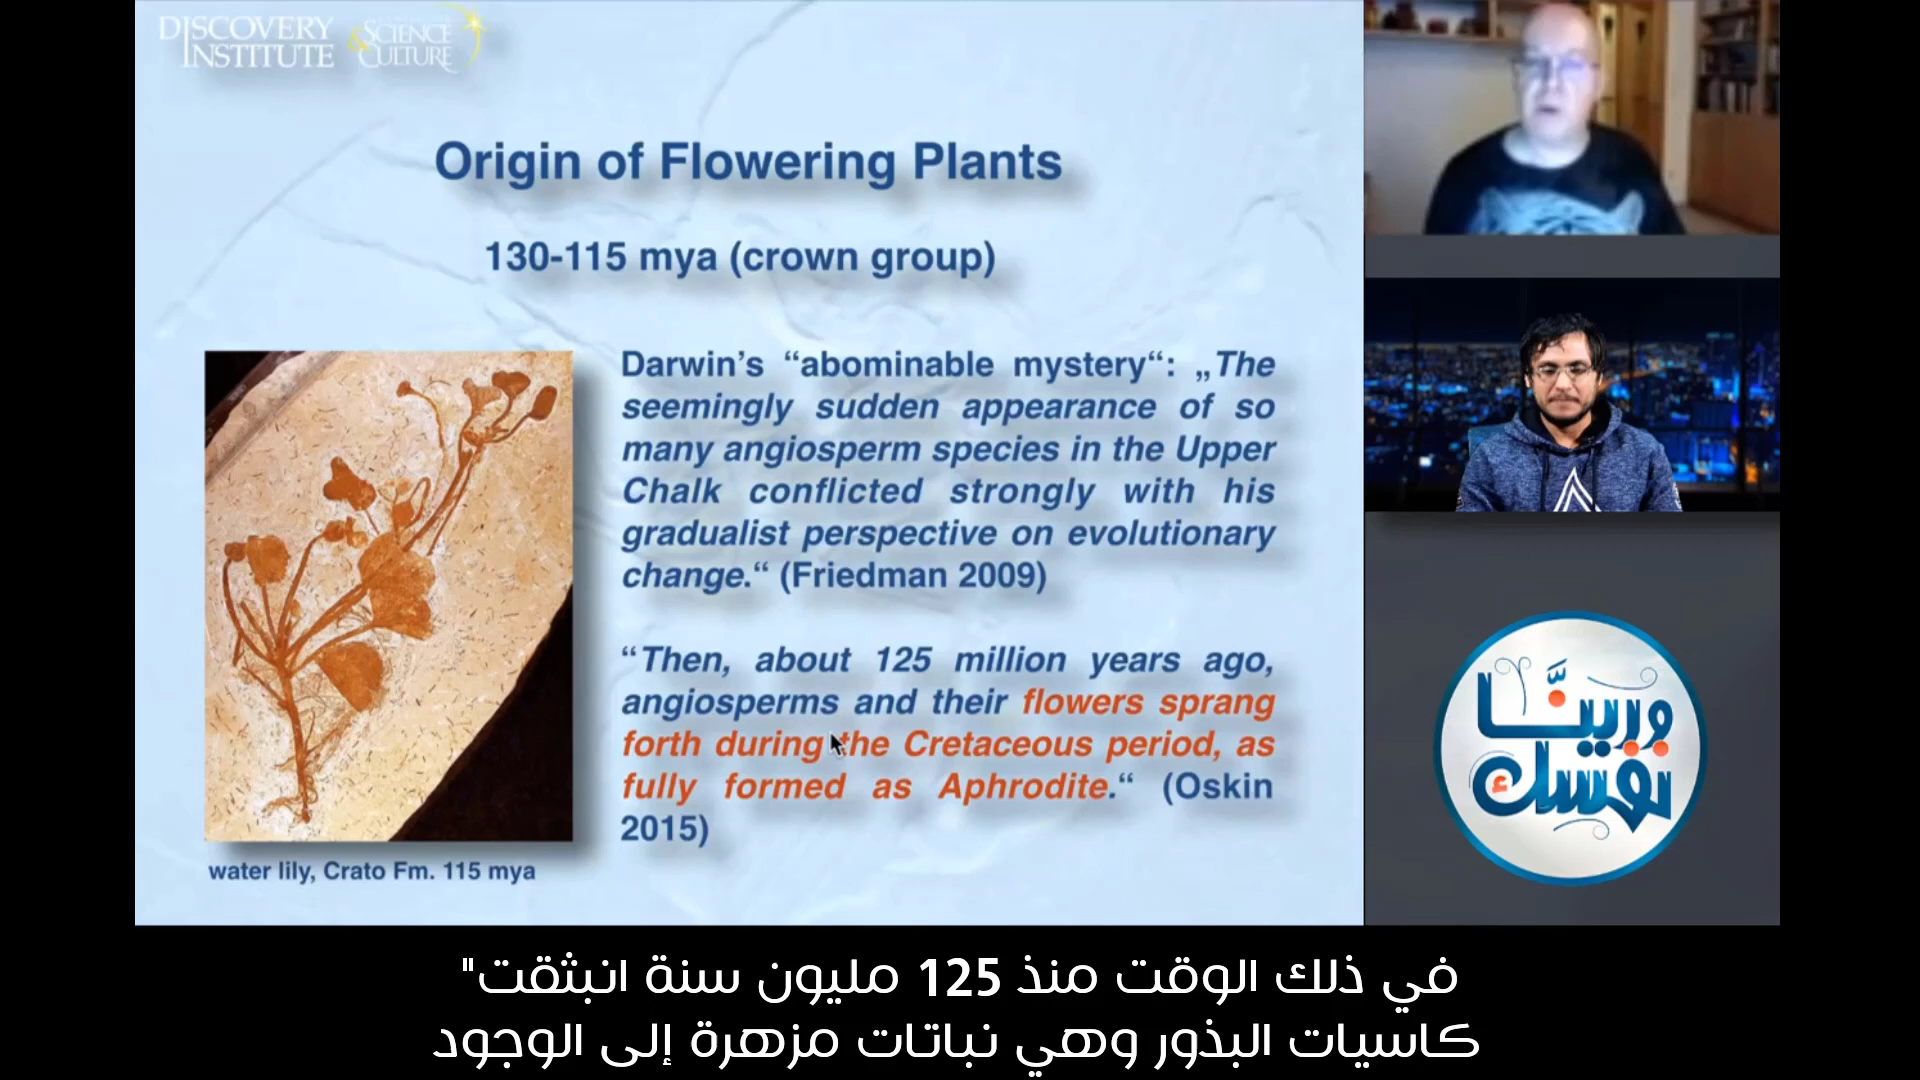 DISCOVERY
INSTITUTE
SCIENCE
& CULTURE
Origin of Flowering Plants
130-115 mya (crown group)
Darwin’s “abominable mystery“: „The
seemingly sudden appearance of so
many angiosperm species in the Upper
Chalk conflicted strongly with his
gradualist perspective on evolutionary
change.“ (Friedman 2009)
“Then, about 125 million years ago,
angiosperms and their flowers sprang
forth during the Cretaceous period, as
fully formed as Aphrodite.“ (Oskin
2015)
water lily, Crato Fm. 115 mya
وزينّا
نفسك
في ذلك الوقت منذ 125 مليون سنة انبثقت"
كاسيات البذور وهي نباتات مزهرة إلى الوجود